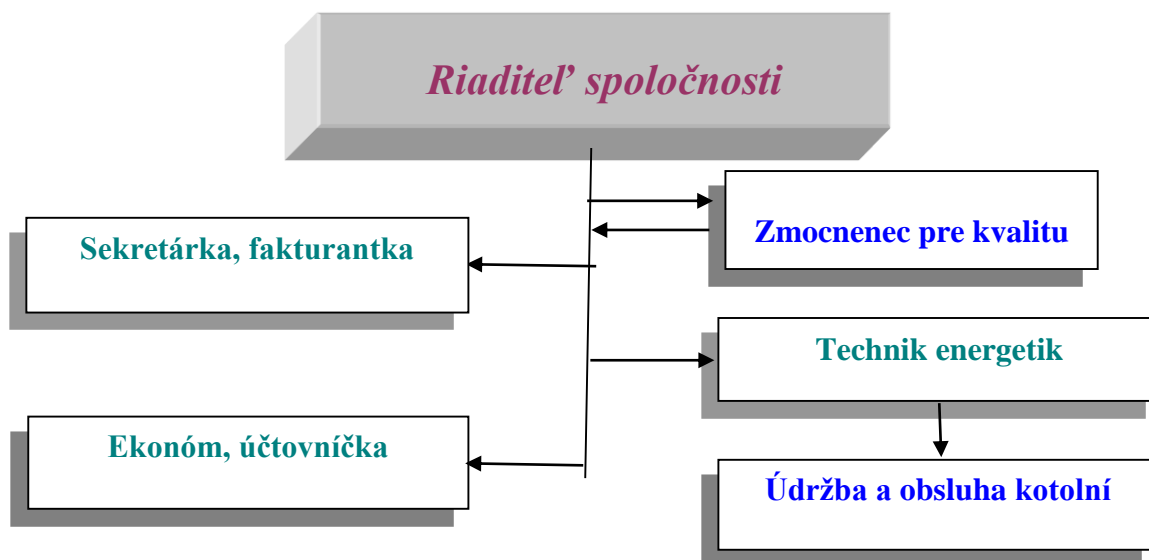 Riaditeľ spoločnosti
Zmocnenec pre kvalitu
Sekretárka, fakturantka
Technik energetik
Ekonóm, účtovníčka
Údržba a obsluha kotolní